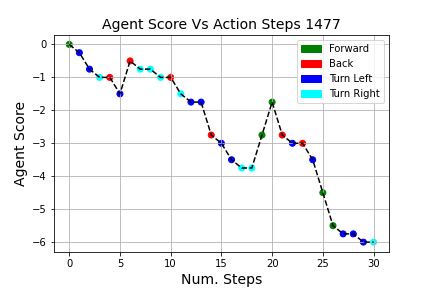 Agent Score Vs Action Steps 1477
Forward
Back
Turn Left
Turn Right
Agent Score
0
−1
−2
−3
−4
−5
−6
0 5 10 15 20 25 30
Num. Steps